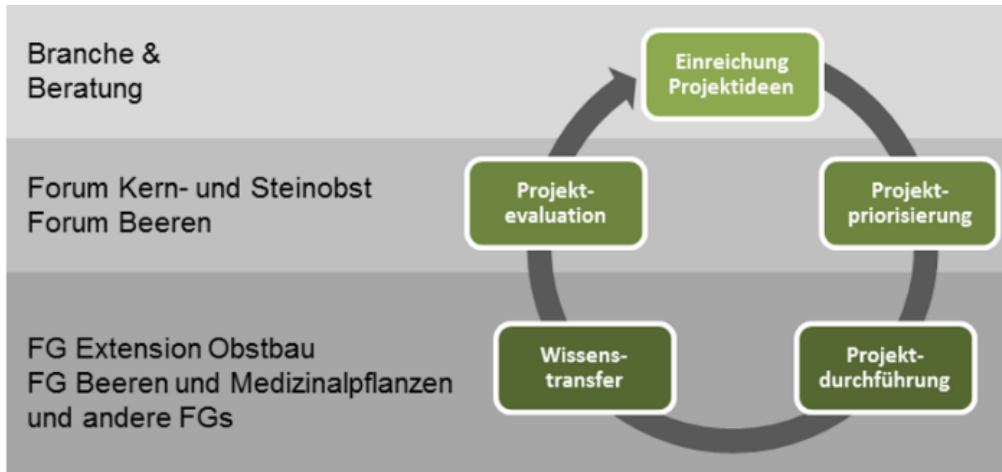 Branche &
Beratung
Einreichung
Projektideen
Forum Kern- und Steinobst
Forum Beeren
Projekt-
evaluation
Projekt-
priorisierung
FG Extension Obstbau
FG Beeren und Medizinalpflanzen
und andere FGs
Wissens-
transfer
Projekt-
durchführung